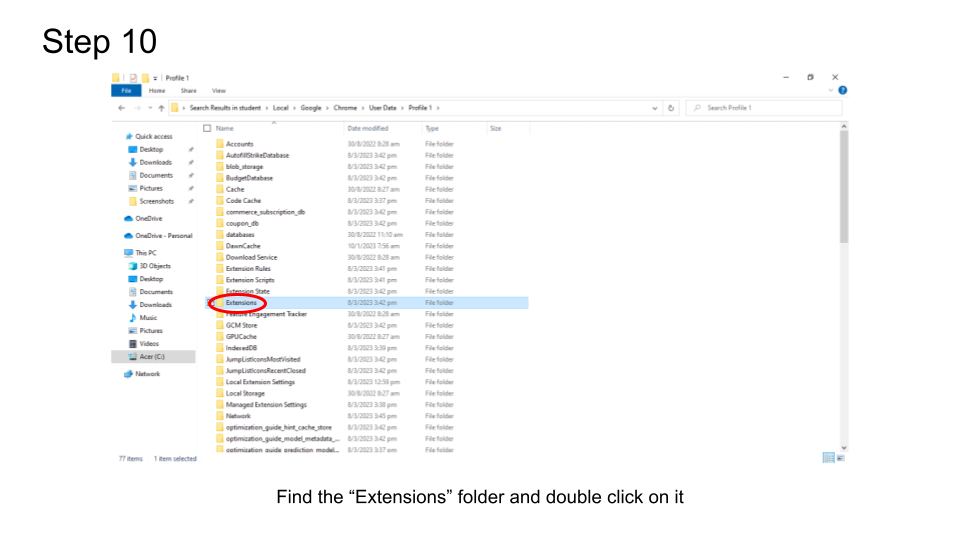 Step 10
Profile 1
File Home Share View
Search Results in student > Local > Google > Chrome > User Data > Profile 1 >
Search Profile 1
Quick access
Desktop
Downloads
Documents
Pictures
Screenshots
OneDrive
OneDrive - Personal
This PC
3D Objects
Desktop
Documents
Downloads
Music
Pictures
Videos
Acer (C:)
Network
Name Date modified Type Size
Accounts 30/8/2022 8:28 am File folder
AutofillStrikeDatabase 8/3/2023 3:42 pm File folder
blob_storage 8/3/2023 3:42 pm File folder
BudgetDatabase 8/3/2023 3:42 pm File folder
Cache 30/8/2022 8:27 am File folder
Code Cache 8/3/2023 3:37 pm File folder
commerce_subscription_db 8/3/2023 3:42 pm File folder
coupon_db 8/3/2023 3:42 pm File folder
databases 30/8/2022 11:10 am File folder
DawnCache 10/1/2023 7:56 am File folder
Download Service 30/8/2022 8:28 am File folder
Extension Rules 8/3/2023 3:41 pm File folder
Extension Scripts 8/3/2023 3:41 pm File folder
Extension State 8/3/2023 3:42 pm File folder
Extensions 8/3/2023 3:42 pm File folder
Feature Engagement Tracker 30/8/2022 8:28 am File folder
GCM Store 8/3/2023 3:42 pm File folder
GPUCache 30/8/2022 8:27 am File folder
IndexedDB 8/3/2023 3:39 pm File folder
JumpListIconsMostVisited 8/3/2023 3:42 pm File folder
JumpListIconsRecentClosed 8/3/2023 3:42 pm File folder
Local Extension Settings 8/3/2023 12:59 pm File folder
Local Storage 30/8/2022 8:27 am File folder
Managed Extension Settings 8/3/2023 3:38 pm File folder
Network 8/3/2023 3:45 pm File folder
optimization_guide_hint_cache_store 8/3/2023 3:42 pm File folder
optimization_guide_model_metadata_... 8/3/2023 3:42 pm File folder
optimization_guide_prediction_model... 8/3/2023 3:37 pm File folder
77 items 1 item selected
Find the “Extensions” folder and double click on it